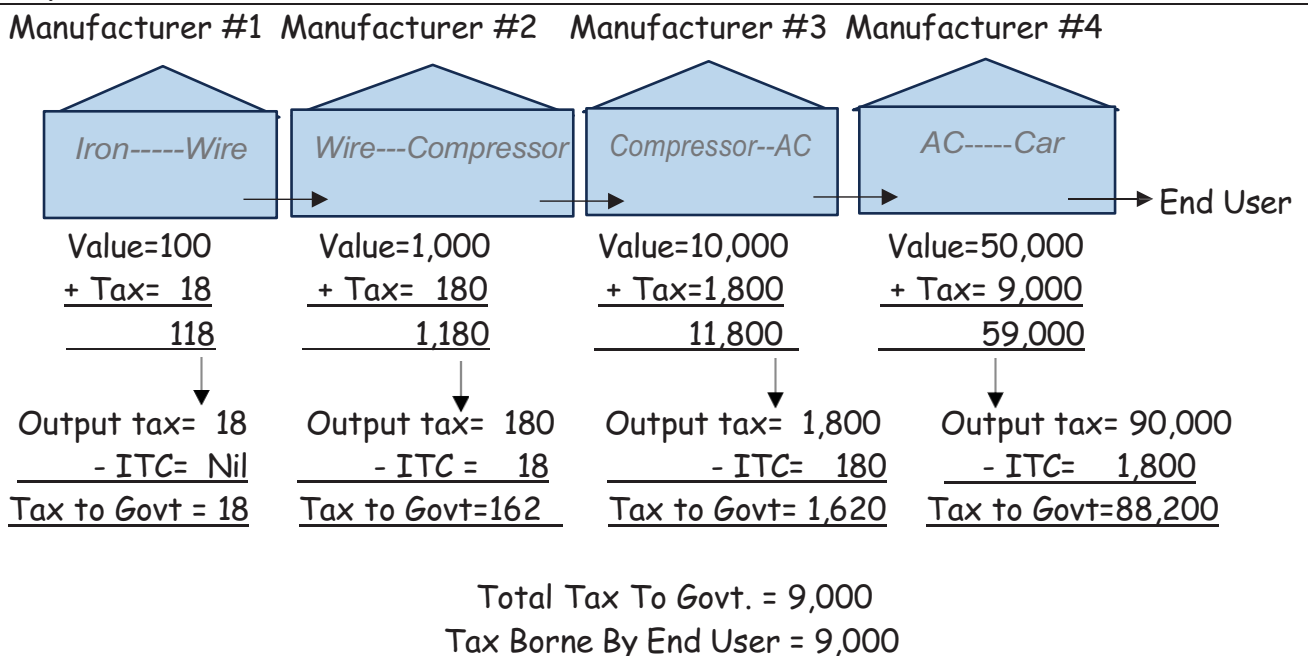 Manufacturer #1 Manufacturer #2 Manufacturer #3 Manufacturer #4
Iron-----Wire Wire---Compressor Compressor--AC AC-----Car
End User
Value=100 Value=1,000 Value=10,000 Value=50,000
+ Tax= 18 + Tax= 180 + Tax=1,800 + Tax= 9,000
118 1,180 11,800 59,000
Output tax= 18 Output tax= 180 Output tax= 1,800 Output tax= 90,000
- ITC= Nil - ITC = 18 - ITC= 180 - ITC= 1,800
Tax to Govt = 18 Tax to Govt=162 Tax to Govt= 1,620 Tax to Govt=88,200
Total Tax To Govt. = 9,000
Tax Borne By End User = 9,000